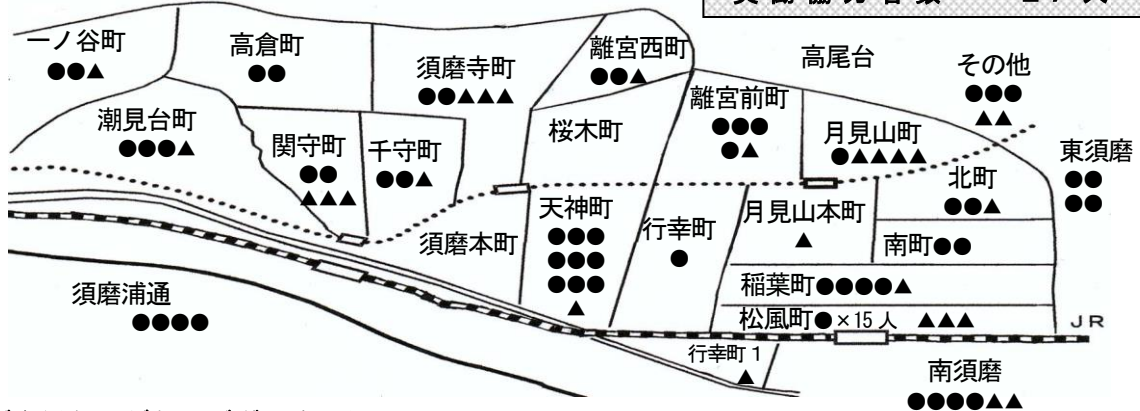 一ノ谷町
●●▲
高倉町
●●
須磨寺町
●●▲▲▲
離宮西町
●●▲
高尾台
その他
●●●
▲▲
潮見台町
●●●▲
関守町
●●
▲▲▲
千守町
●●▲
桜木町
離宮前町
●●●
●▲
月見山町
●▲▲▲▲
東須磨
●●
●●
北町
●●▲
須磨本町
天神町
●●●
●●●
●●●
▲
行幸町
●
月見山本町
▲
南町●●
稲葉町●●●●▲
松風町●×15人 ▲▲▲
JR
須磨浦通
●●●●
行幸町1
▲
南須磨
●●●●▲▲